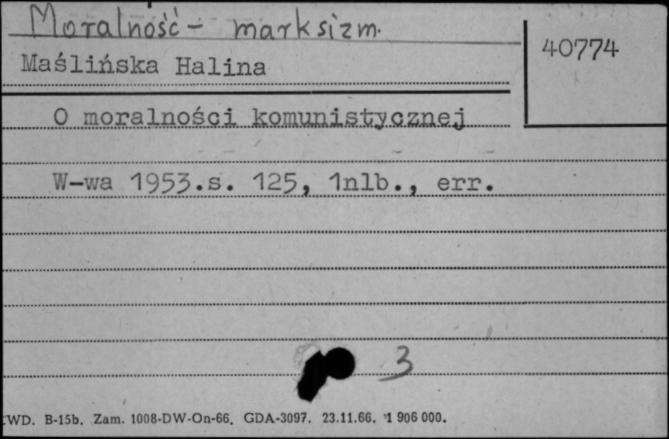 Moralność - marksizm.
40774
Maślińska Halina
O moralności komunistycznej
W-wa 1953.s. 125, 1nlb., err.
3
WD. B-15b. Zam. 1008-DW-On-66. GDA-3097. 23.11.66. 1 906 000.